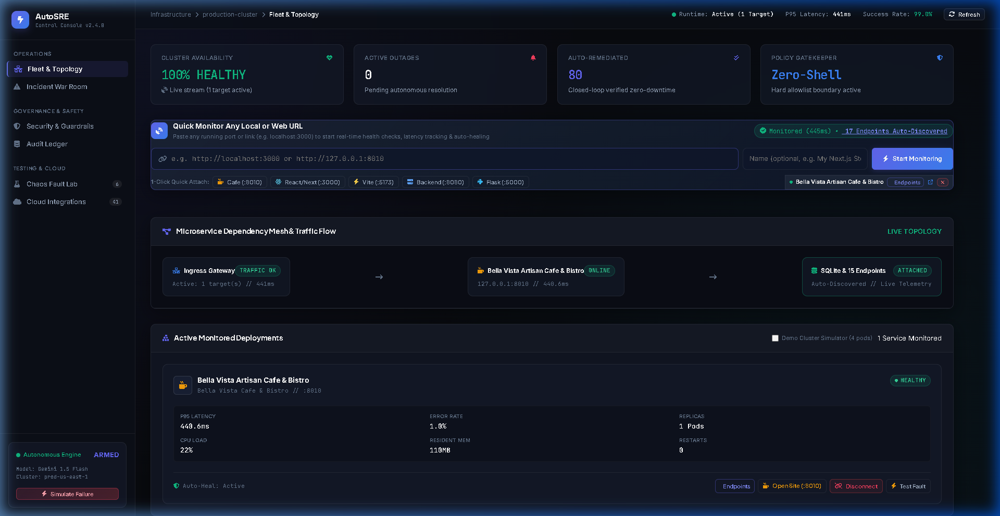 AutoSRE
Control Console v2.4.0
OPERATIONS
Fleet & Topology
Incident War Room
GOVERNANCE & SAFETY
Security & Guardrails
Audit Ledger
TESTING & CLOUD
Chaos Fault Lab 6
Cloud Integrations 41
Autonomous Engine ARMED
Model: Gemini 1.5 Flash
Cluster: prod-us-east-1
Simulate Failure
Infrastructure > production-cluster > Fleet & Topology
Runtime: Active (1 Target) P95 Latency: 441ms Success Rate: 99.0% Refresh
CLUSTER AVAILABILITY
100% HEALTHY
Live stream (1 target active)
ACTIVE OUTAGES
0
Pending autonomous resolution
AUTO-REMEDIATED
80
Closed-loop verified zero-downtime
POLICY GATEKEEPER
Zero-Shell
Hard allowlist boundary active
Quick Monitor Any Local or Web URL
Paste any running port or link (e.g. localhost:3000) to start real-time health checks, latency tracking & auto-healing
Monitored (445ms) • 17 Endpoints Auto-Discovered
e.g. http://localhost:3000 or http://127.0.0.1:8010
Name (optional, e.g. My Next.js St
Start Monitoring
1-Click Quick Attach: Cafe (:8010) React/Next (:3000) Vite (:5173) Backend (:8080) Flask (:5000)
Bella Vista Artisan Cafe & Bistro Endpoints
Microservice Dependency Mesh & Traffic Flow
LIVE TOPOLOGY
Ingress Gateway TRAFFIC OK
Active: 1 target(s) // 441ms
→
Bella Vista Artisan Cafe & Bistro ONLINE
127.0.0.1:8010 // 440.6ms
→
SQLite & 15 Endpoints ATTACHED
Auto-Discovered // Live Telemetry
Active Monitored Deployments
Demo Cluster Simulator (4 pods) 1 Service Monitored
Bella Vista Artisan Cafe & Bistro
Bella Vista Cafe & Bistro // :8010
HEALTHY
P95 LATENCY ERROR RATE REPLICAS
440.6ms 1.0% 1 Pods
CPU LOAD RESIDENT MEM RESTARTS
22% 110MB 0
Auto-Heal: Active
Endpoints Open Site (:8010) Disconnect Test Fault